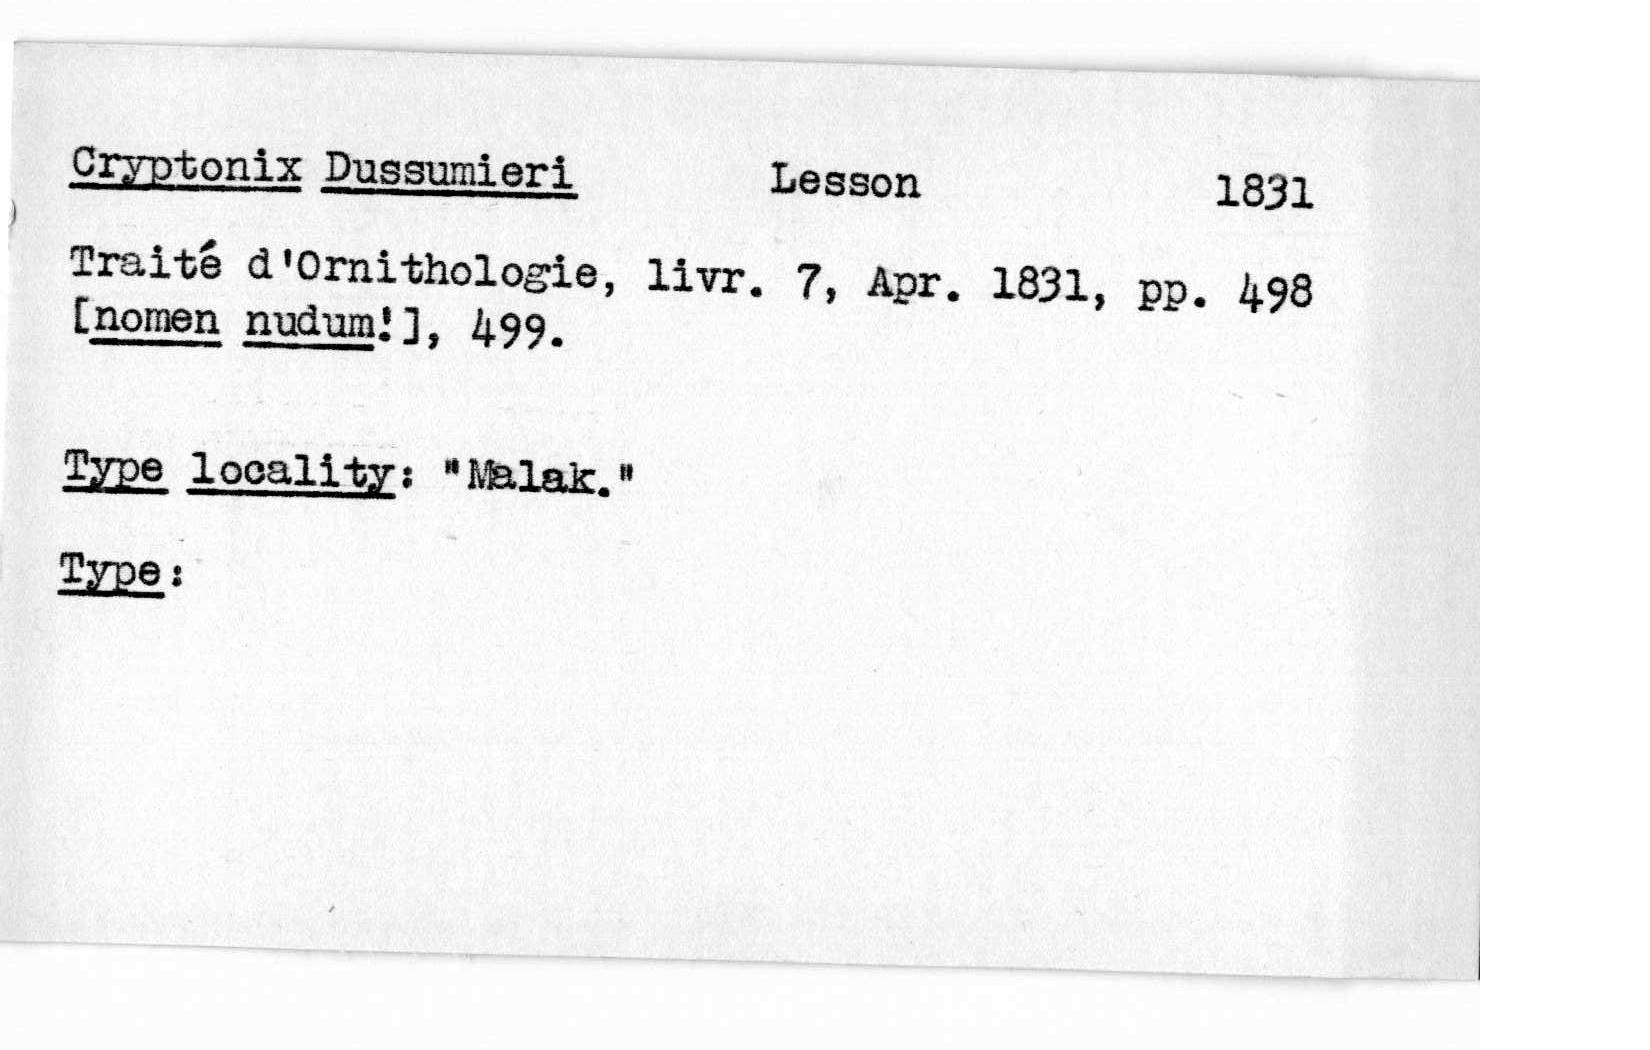 Cryptonix Dussumieri Lesson 1831
Traité d'Ornithologie, livr. 7, Apr. 1831, pp. 498
[nomen nudum!], 499.
Type locality: "Malak."
Type: